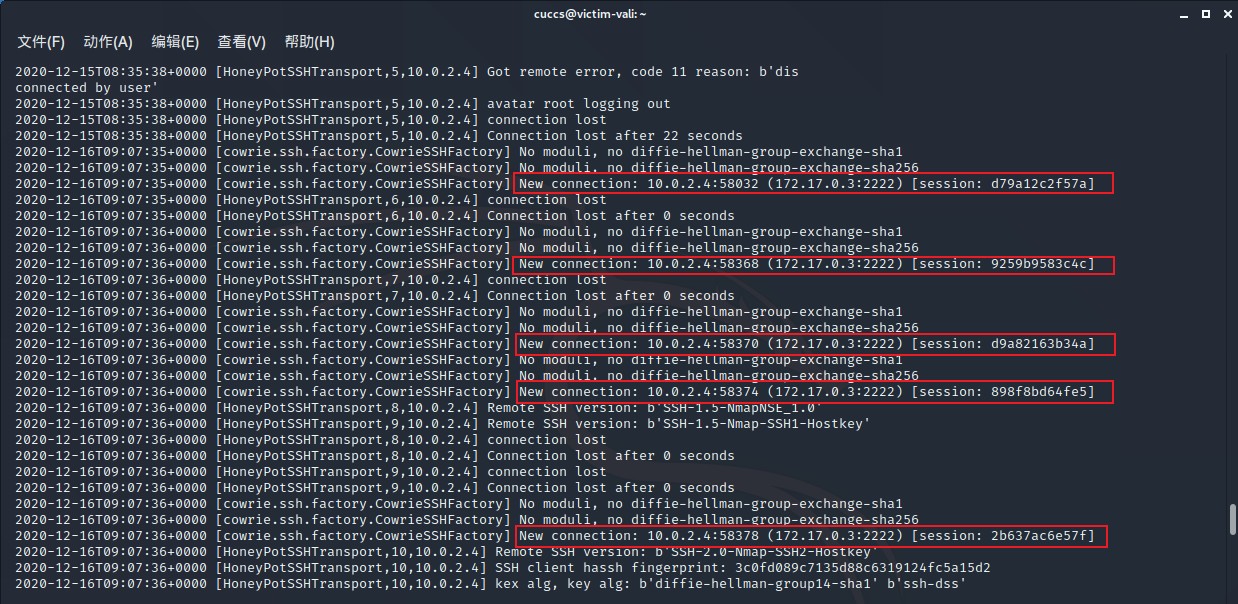 cuccs@victim-vali: ~
文件(F) 动作(A) 编辑(E) 查看(V) 帮助(H)
2020-12-15T08:35:38+0000 [HoneyPotSSHTransport,5,10.0.2.4] Got remote error, code 11 reason: b'dis
connected by user'
2020-12-15T08:35:38+0000 [HoneyPotSSHTransport,5,10.0.2.4] avatar root logging out
2020-12-15T08:35:38+0000 [HoneyPotSSHTransport,5,10.0.2.4] connection lost
2020-12-15T08:35:38+0000 [HoneyPotSSHTransport,5,10.0.2.4] Connection lost after 22 seconds
2020-12-16T09:07:35+0000 [cowrie.ssh.factory.CowrieSSHFactory] No moduli, no diffie-hellman-group-exchange-sha1
2020-12-16T09:07:35+0000 [cowrie.ssh.factory.CowrieSSHFactory] No moduli, no diffie-hellman-group-exchange-sha256
2020-12-16T09:07:35+0000 [cowrie.ssh.factory.CowrieSSHFactory] New connection: 10.0.2.4:58032 (172.17.0.3:2222) [session: d79a12c2f57a]
2020-12-16T09:07:35+0000 [HoneyPotSSHTransport,6,10.0.2.4] connection lost
2020-12-16T09:07:35+0000 [HoneyPotSSHTransport,6,10.0.2.4] Connection lost after 0 seconds
2020-12-16T09:07:35+0000 [cowrie.ssh.factory.CowrieSSHFactory] No moduli, no diffie-hellman-group-exchange-sha1
2020-12-16T09:07:35+0000 [cowrie.ssh.factory.CowrieSSHFactory] No moduli, no diffie-hellman-group-exchange-sha256
2020-12-16T09:07:35+0000 [cowrie.ssh.factory.CowrieSSHFactory] New connection: 10.0.2.4:58368 (172.17.0.3:2222) [session: 9259b9583c4c]
2020-12-16T09:07:36+0000 [HoneyPotSSHTransport,7,10.0.2.4] connection lost
2020-12-16T09:07:36+0000 [HoneyPotSSHTransport,7,10.0.2.4] Connection lost after 0 seconds
2020-12-16T09:07:36+0000 [cowrie.ssh.factory.CowrieSSHFactory] No moduli, no diffie-hellman-group-exchange-sha1
2020-12-16T09:07:36+0000 [cowrie.ssh.factory.CowrieSSHFactory] No moduli, no diffie-hellman-group-exchange-sha256
2020-12-16T09:07:36+0000 [cowrie.ssh.factory.CowrieSSHFactory] New connection: 10.0.2.4:58370 (172.17.0.3:2222) [session: d9a82163b34a]
2020-12-16T09:07:36+0000 [cowrie.ssh.factory.CowrieSSHFactory] No moduli, no diffie-hellman-group-exchange-sha1
2020-12-16T09:07:36+0000 [cowrie.ssh.factory.CowrieSSHFactory] No moduli, no diffie-hellman-group-exchange-sha256
2020-12-16T09:07:36+0000 [cowrie.ssh.factory.CowrieSSHFactory] New connection: 10.0.2.4:58374 (172.17.0.3:2222) [session: 898f8bd64fe5]
2020-12-16T09:07:36+0000 [HoneyPotSSHTransport,8,10.0.2.4] Remote SSH version: b'SSH-1.5-NmapNSE_1.0'
2020-12-16T09:07:36+0000 [HoneyPotSSHTransport,9,10.0.2.4] Remote SSH version: b'SSH-1.5-Nmap-SSH1-Hostkey'
2020-12-16T09:07:36+0000 [HoneyPotSSHTransport,8,10.0.2.4] connection lost
2020-12-16T09:07:36+0000 [HoneyPotSSHTransport,8,10.0.2.4] Connection lost after 0 seconds
2020-12-16T09:07:36+0000 [HoneyPotSSHTransport,9,10.0.2.4] connection lost
2020-12-16T09:07:36+0000 [HoneyPotSSHTransport,9,10.0.2.4] Connection lost after 0 seconds
2020-12-16T09:07:36+0000 [cowrie.ssh.factory.CowrieSSHFactory] No moduli, no diffie-hellman-group-exchange-sha1
2020-12-16T09:07:36+0000 [cowrie.ssh.factory.CowrieSSHFactory] No moduli, no diffie-hellman-group-exchange-sha256
2020-12-16T09:07:36+0000 [cowrie.ssh.factory.CowrieSSHFactory] New connection: 10.0.2.4:58378 (172.17.0.3:2222) [session: 2b637ac6e57f]
2020-12-16T09:07:36+0000 [HoneyPotSSHTransport,10,10.0.2.4] Remote SSH version: b'SSH-2.0-Nmap-SSH2-Hostkey'
2020-12-16T09:07:36+0000 [HoneyPotSSHTransport,10,10.0.2.4] SSH client hassh fingerprint: 3c0fd089c7135d88c6319124fc5a15d2
2020-12-16T09:07:36+0000 [HoneyPotSSHTransport,10,10.0.2.4] kex alg, key alg: b'diffie-hellman-group14-sha1' b'ssh-dss'